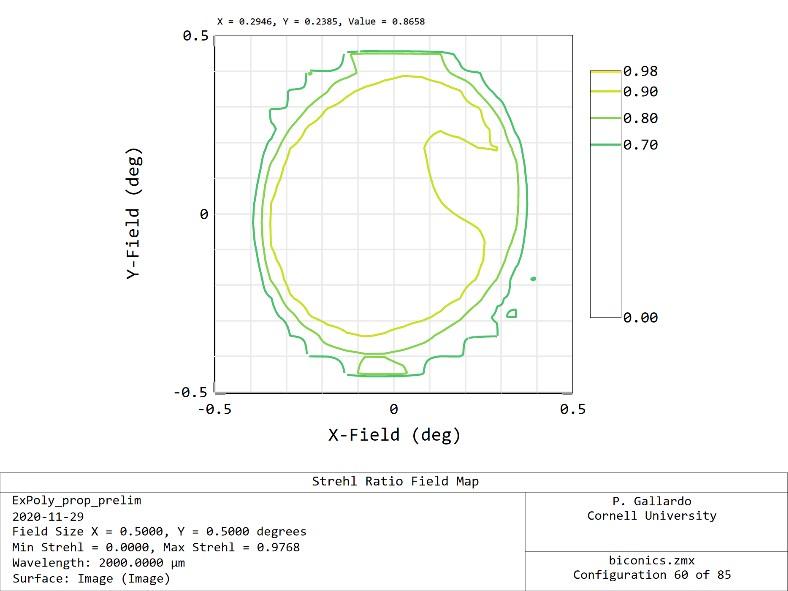 X = 0.2946, Y = 0.2385, Value = 0.8658
0.5
0
-0.5
Y-Field (deg)
-0.5 0 0.5
X-Field (deg)
0.98
0.90
0.80
0.70
0.00
Strehl Ratio Field Map
ExPoly_prop_prelim
2020-11-29
Field Size X = 0.5000, Y = 0.5000 degrees
Min Strehl = 0.0000, Max Strehl = 0.9768
Wavelength: 2000.0000 µm
Surface: Image (Image)
P. Gallardo
Cornell University
biconics.zmx
Configuration 60 of 85